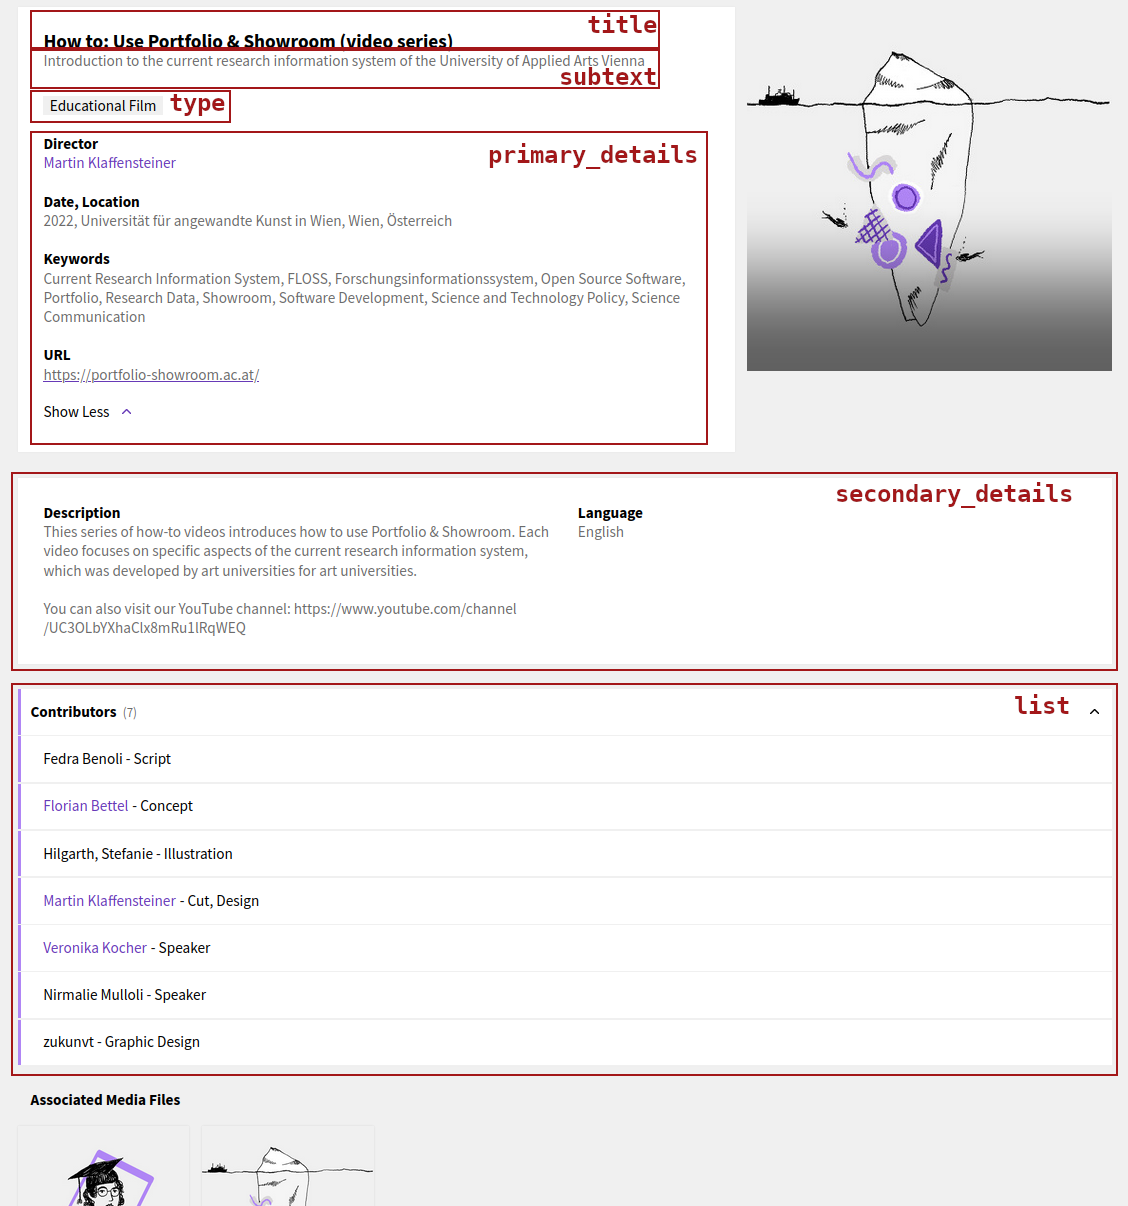 title
How to: Use Portfolio & Showroom (video series)
Introduction to the current research information system of the University of Applied Arts Vienna
subtext
Educational Film
type
Director
primary_details
Martin Klaffensteiner
Date, Location
2022, Universität für angewandte Kunst in Wien, Wien, Österreich
Keywords
Current Research Information System, FLOSS, Forschungsinformationssystem, Open Source Software,
Portfolio, Research Data, Showroom, Software Development, Science and Technology Policy, Science
Communication
URL
https://portfolio-showroom.ac.at/
Show Less
secondary_details
Description
Thies series of how-to videos introduces how to use Portfolio & Showroom. Each
video focuses on specific aspects of the current research information system,
which was developed by art universities for art universities.
You can also visit our YouTube channel: https://www.youtube.com/channel
/UC3OLbYXhaClx8mRu1lRqWEQ
Language
English
list
Contributors (7)
Fedra Benoli - Script
Florian Bettel - Concept
Hilgarth, Stefanie - Illustration
Martin Klaffensteiner - Cut, Design
Veronika Kocher - Speaker
Nirmalie Mulloli - Speaker
zukunvt - Graphic Design
Associated Media Files